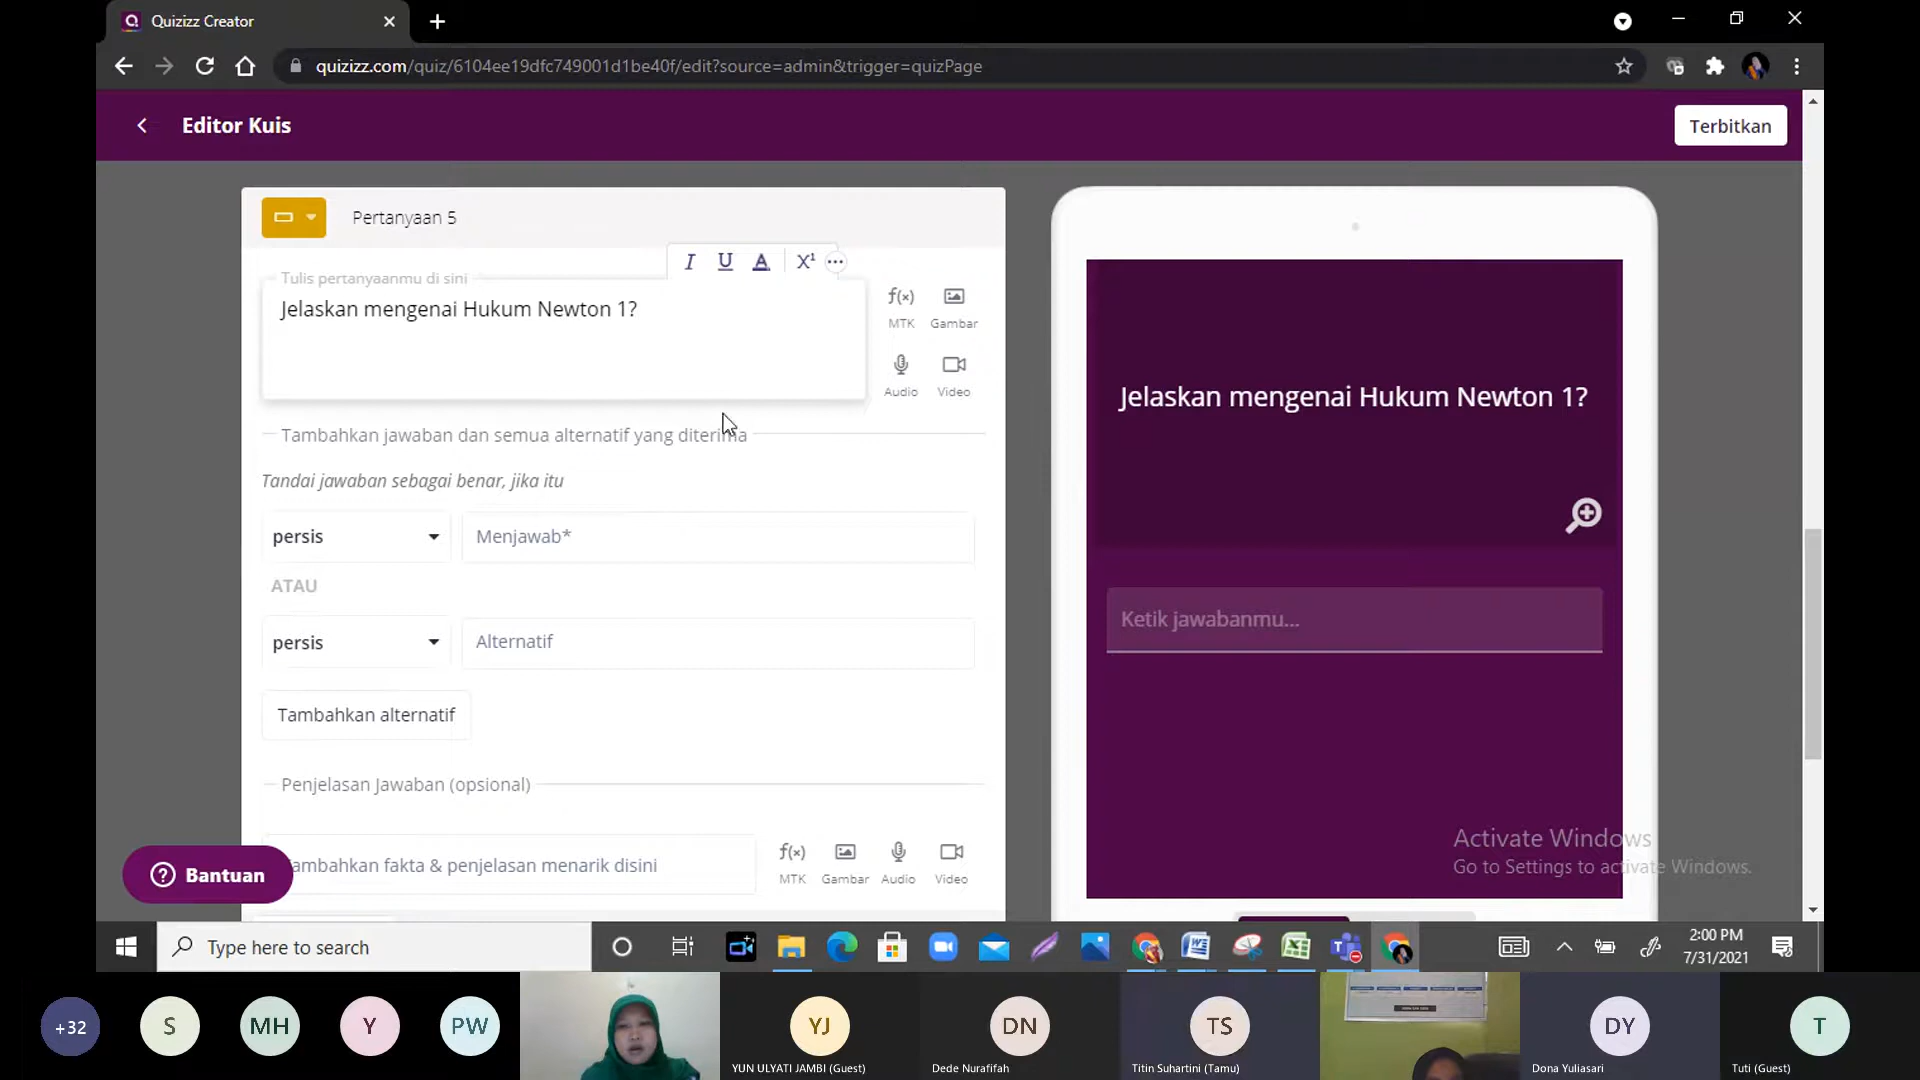 Quizizz Creator
quizizz.com/quiz/6104ee19dfc749001d1be40f/edit?source=admin&trigger=quizPage
Editor Kuis
Terbitkan
Pertanyaan 5
I U A X¹
Tulis pertanyaanmu di sini
Jelaskan mengenai Hukum Newton 1?
f(x)
MTK
Gambar
Audio
Video
Tambahkan jawaban dan semua alternatif yang diterima
Tandai jawaban sebagai benar, jika itu
persis
Menjawab*
ATAU
persis
Alternatif
Tambahkan alternatif
Penjelasan Jawaban (opsional)
ambahkan fakta & penjelasan menarik disini
f(x)
MTK
Gambar
Audio
Video
Bantuan
Jelaskan mengenai Hukum Newton 1?
Ketik jawabanmu...
Activate Windows
Go to Settings to activate Windows.
Type here to search
2:00 PM
7/31/2021
+32
S
MH
Y
PW
YJ
YUN ULYATI JAMBI (Guest)
DN
Dede Nurafifah
TS
Titin Suhartini (Tamu)
DY
Dona Yuliasari
T
Tuti (Guest)